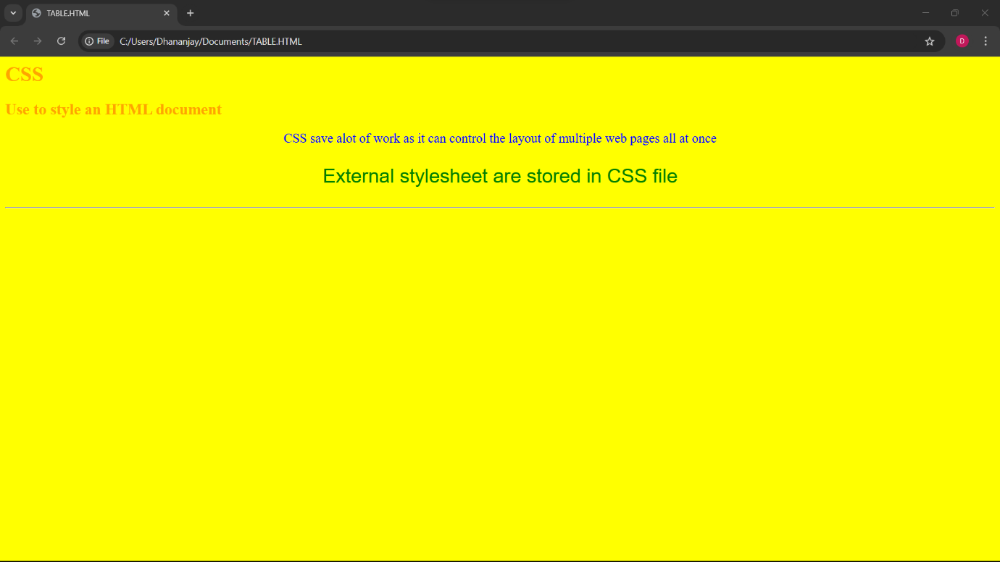 TABLE.HTML
File C:/Users/Dhananjay/Documents/TABLE.HTML
D
CSS
Use to style an HTML document
CSS save alot of work as it can control the layout of multiple web pages all at once
External stylesheet are stored in CSS file